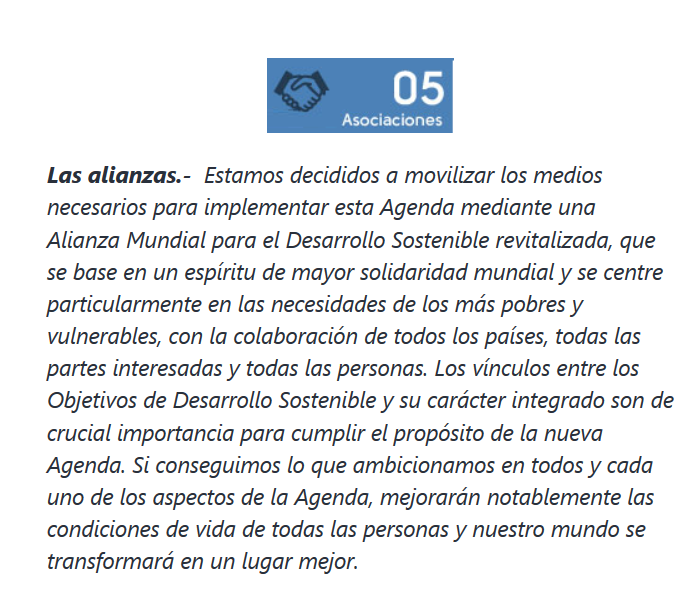 05
Asociaciones
Las alianzas.- Estamos decididos a movilizar los medios
necesarios para implementar esta Agenda mediante una
Alianza Mundial para el Desarrollo Sostenible revitalizada, que
se base en un espíritu de mayor solidaridad mundial y se centre
particularmente en las necesidades de los más pobres y
vulnerables, con la colaboración de todos los países, todas las
partes interesadas y todas las personas. Los vínculos entre los
Objetivos de Desarrollo Sostenible y su carácter integrado son de
crucial importancia para cumplir el propósito de la nueva
Agenda. Si conseguimos lo que ambicionamos en todos y cada
uno de los aspectos de la Agenda, mejorarán notablemente las
condiciones de vida de todas las personas y nuestro mundo se
transformará en un lugar mejor.